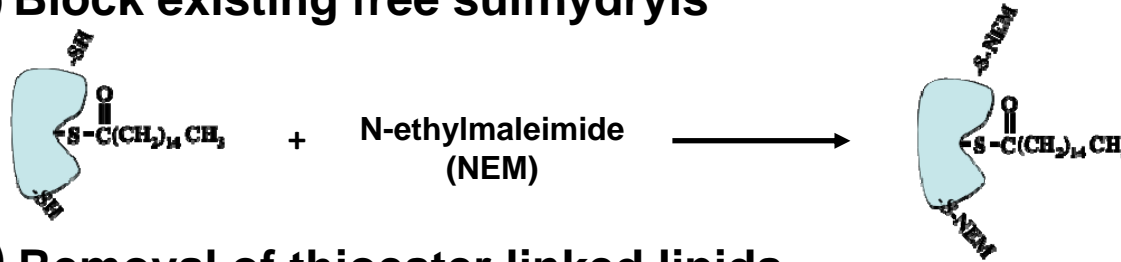 ) Block existing free sulfhydryls
-SH
-S-C(CH₂)₁₄CH₃
O
SH
+
N-ethylmaleimide
(NEM)
-S-NEM
O
-S-C(CH₂)₁₄CH
S-NEM
) Removal of thioester-linked lipids